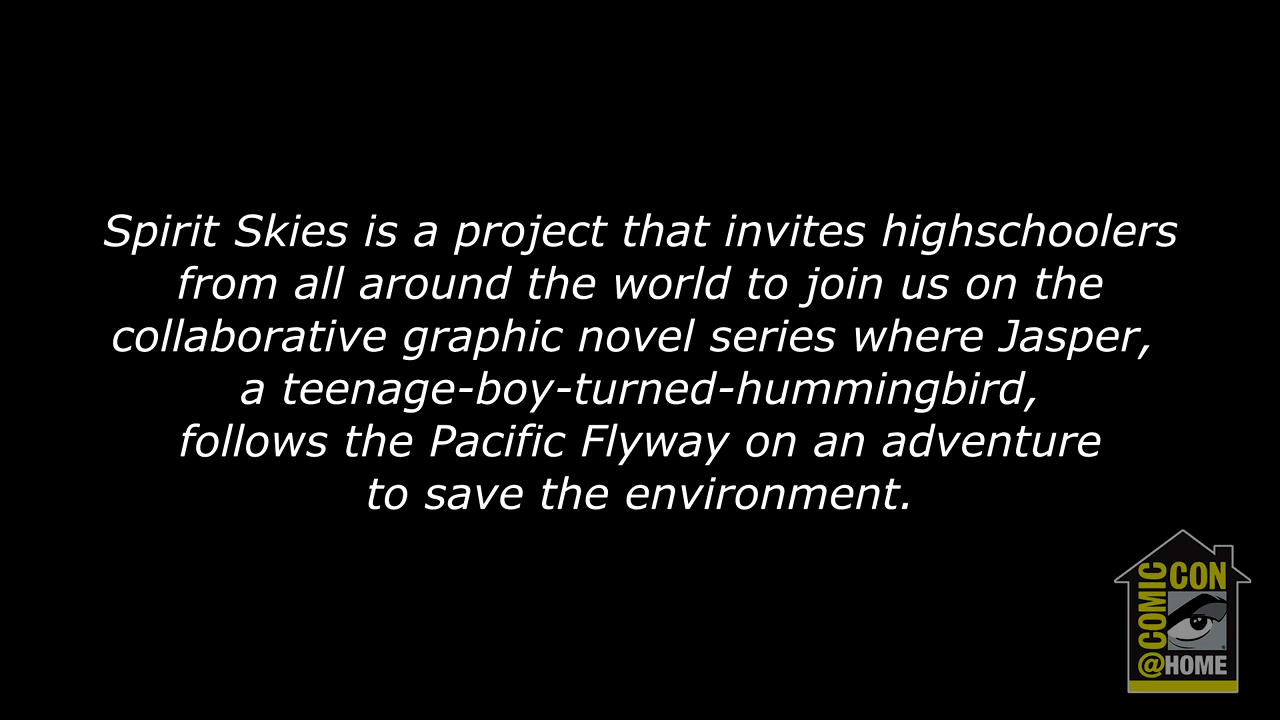 Spirit Skies is a project that invites highschoolers
from all around the world to join us on the
collaborative graphic novel series where Jasper,
a teenage-boy-turned-hummingbird,
follows the Pacific Flyway on an adventure
to save the environment.
COMIC
CON
@HOME